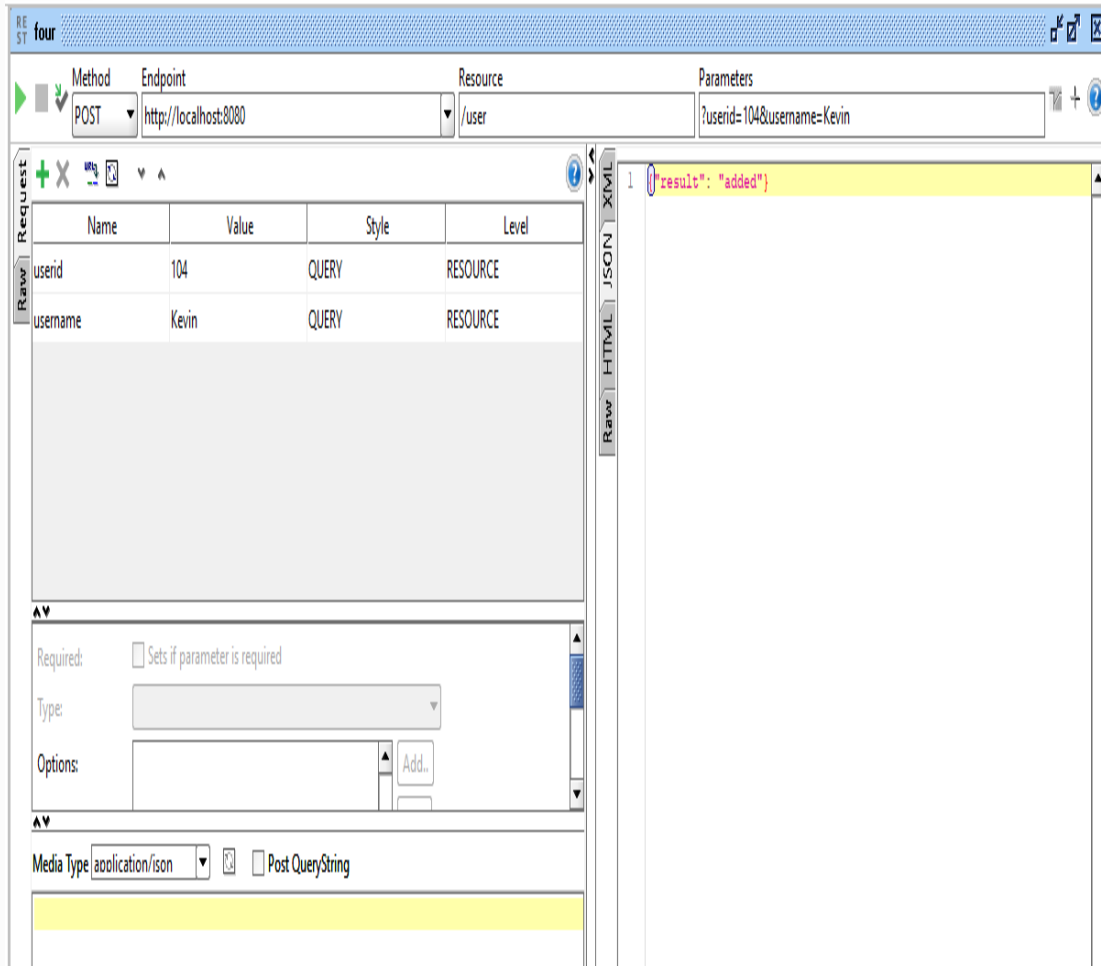 RE
ST
four
Method Endpoint Resource Parameters
POST http://localhost:8080 /user ?userid=104&username=Kevin
Request
Raw
Name Value Style Level
userid 104 QUERY RESOURCE
username Kevin QUERY RESOURCE
Required: Sets if parameter is required
Type:
Options: Add..
Media Type application/json Post QueryString
XML
JSON
HTML
Raw
1 {"result": "added"}